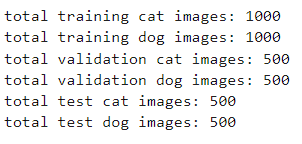 total training cat images: 1000
total training dog images: 1000
total validation cat images: 500
total validation dog images: 500
total test cat images: 500
total test dog images: 500